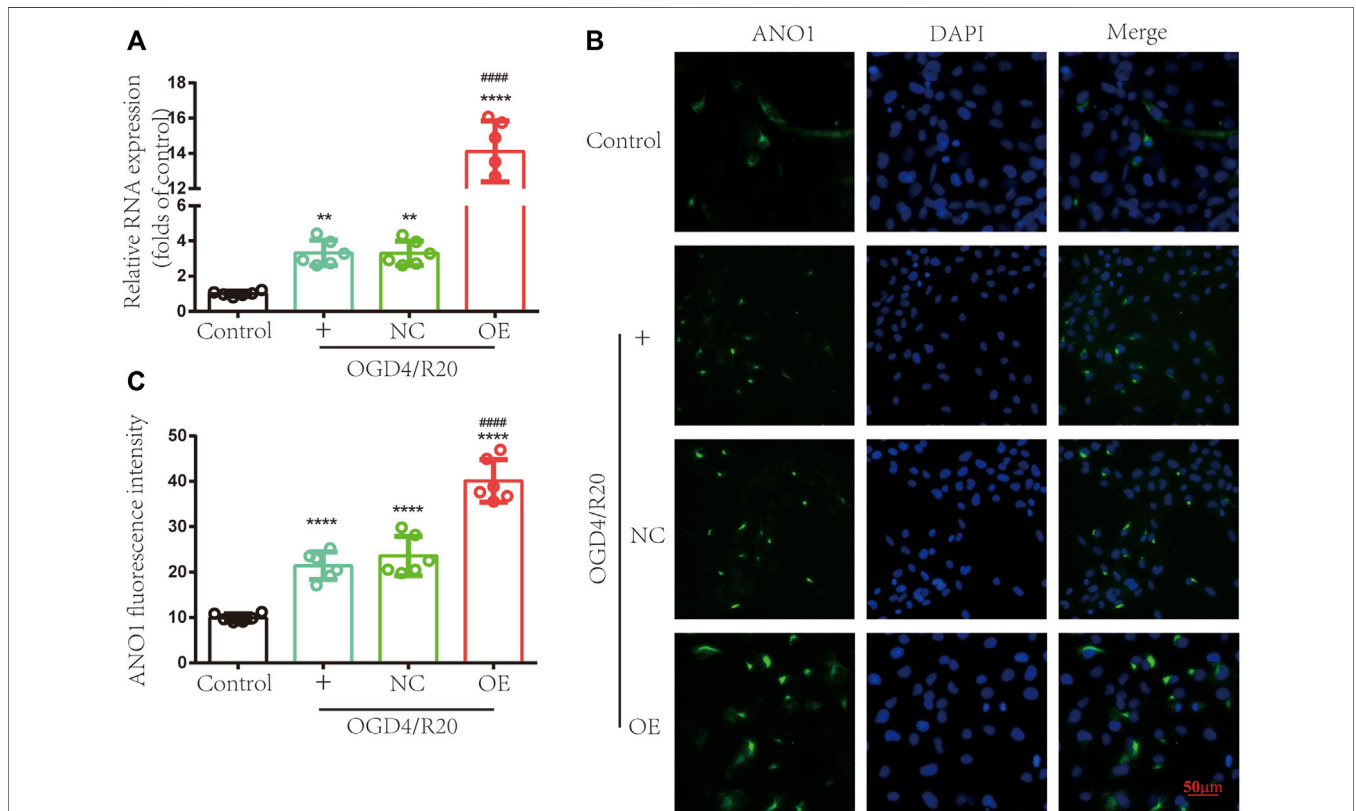 A
Relative RNA expression
(folds of control)
18
16
14
12
6
4
2
0
**
**
####
****
Control
+
NC
OE
OGD4/R20
B
ANO1
DAPI
Merge
Control
+
NC
OE
OGD4/R20
50μm
C
ANO1 fluorescence intensity
50
40
30
20
10
0
****
****
####
****
Control
+
NC
OE
OGD4/R20